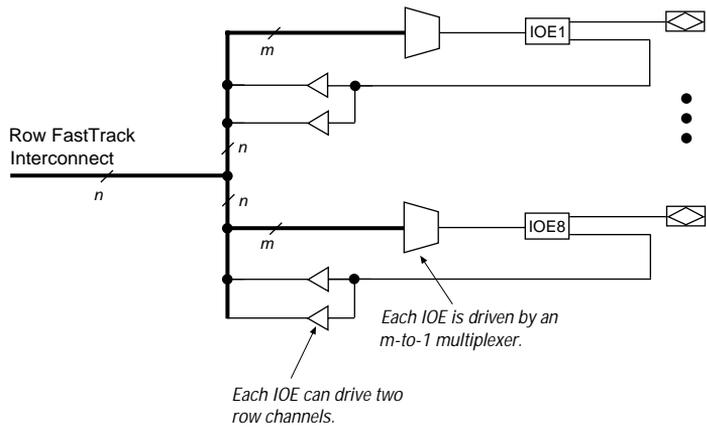 m
IOE1
Row FastTrack
Interconnect
n
n
n
m
IOE8
Each IOE is driven by an
m-to-1 multiplexer.
Each IOE can drive two
row channels.